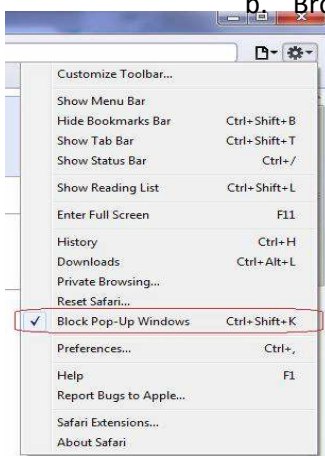 b. Bro
Customize Toolbar...
Show Menu Bar
Hide Bookmarks Bar Ctrl+Shift+B
Show Tab Bar Ctrl+Shift+T
Show Status Bar Ctrl+/
Show Reading List Ctrl+Shift+L
Enter Full Screen F11
History Ctrl+H
Downloads Ctrl+Alt+L
Private Browsing...
Reset Safari...
Block Pop-Up Windows Ctrl+Shift+K
Preferences... Ctrl+,
Help F1
Report Bugs to Apple...
Safari Extensions...
About Safari